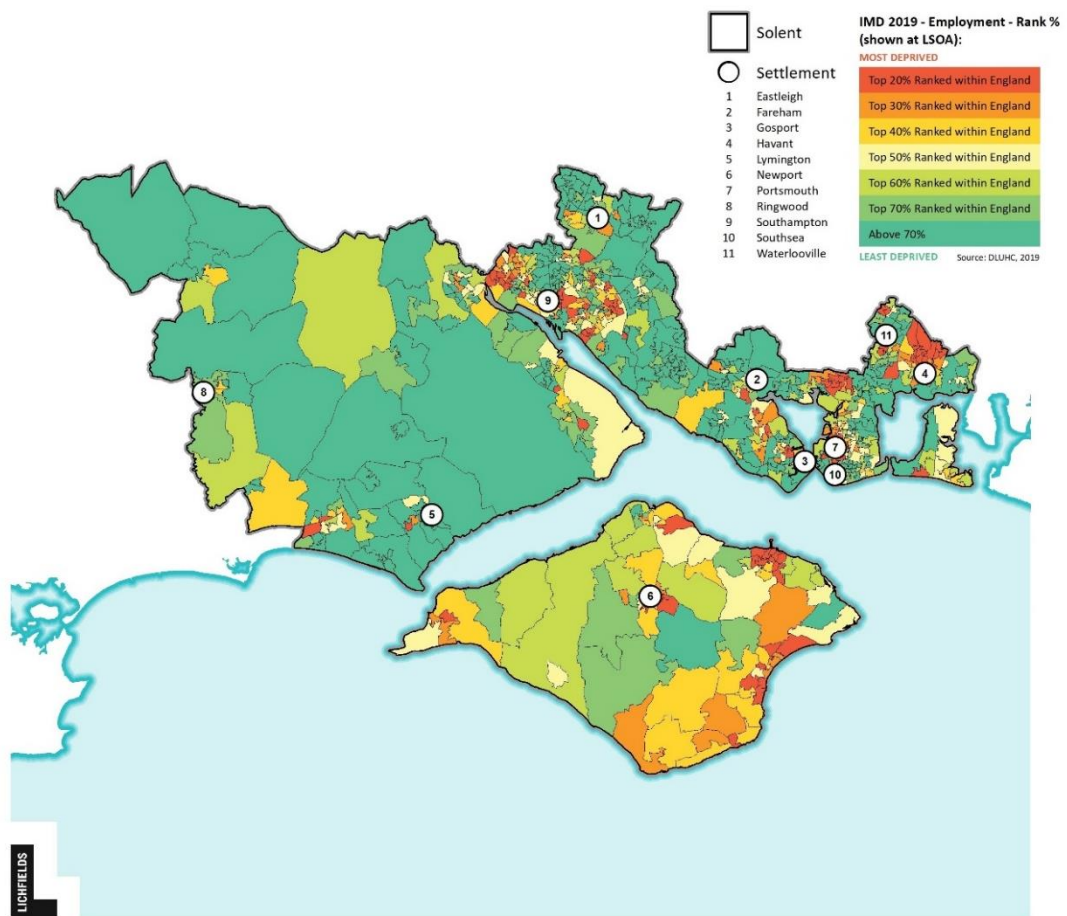 Solent
Settlement
1 Eastleigh
2 Fareham
3 Gosport
4 Havant
5 Lymington
6 Newport
7 Portsmouth
8 Ringwood
9 Southampton
10 Southsea
11 Waterlooville
IMD 2019 - Employment - Rank %
(shown at LSOA):
MOST DEPRIVED
Top 20% Ranked within England
Top 30% Ranked within England
Top 40% Ranked within England
Top 50% Ranked within England
Top 60% Ranked within England
Top 70% Ranked within England
Above 70%
LEAST DEPRIVED Source: DLUHC, 2019
1
9
11
2
4
8
7
3
10
5
6
LICHFIELDS